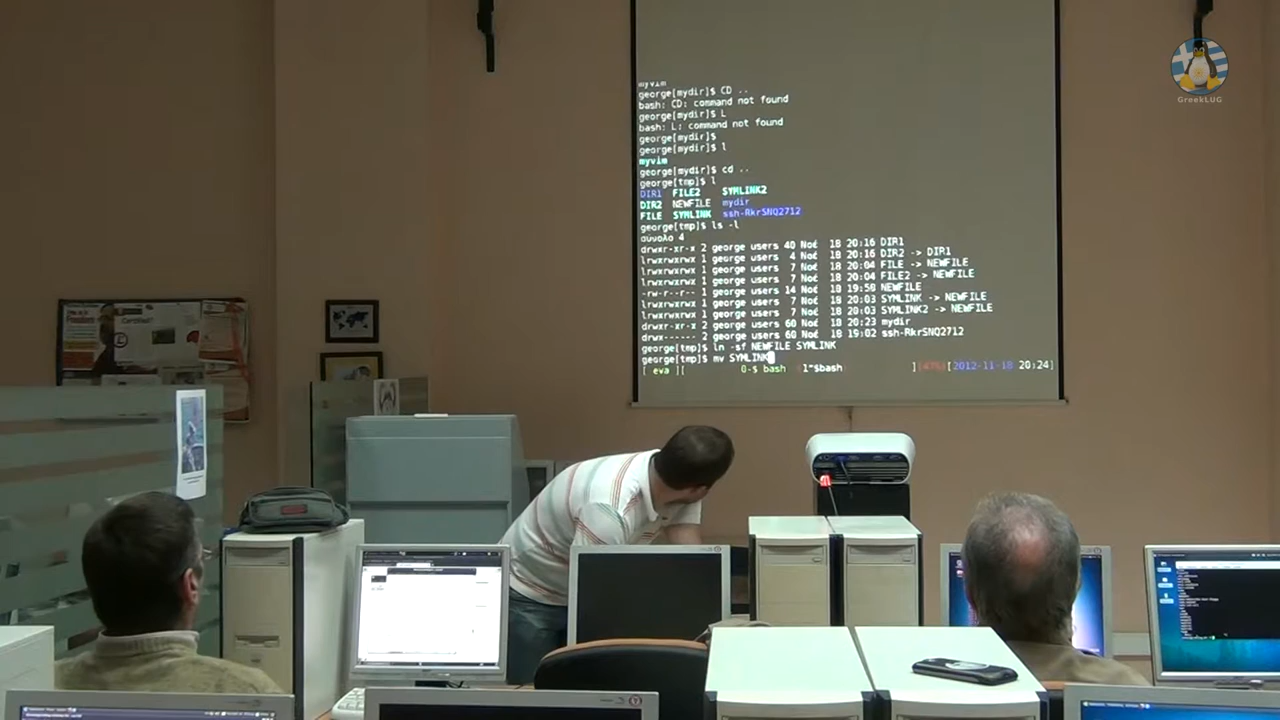 myvim
george[mydir]$ CD ..
bash: CD: command not found
george[mydir]$ L
bash: L: command not found
george[mydir]$
george[mydir]$ l
myvim
george[mydir]$ cd ..
george[tmp]$ l
DIR1 FILE2 SYMLINK2
DIR2 NEWFILE mydir
FILE SYMLINK ssh-RkrSNQ2712
george[tmp]$ ls -l
σύνολο 4
drwxr-xr-x 2 george users 40 Νοέ 18 20:16 DIR1
lrwxrwxrwx 1 george users 4 Νοέ 18 20:16 DIR2 -> DIR1
lrwxrwxrwx 1 george users 7 Νοέ 18 20:04 FILE -> NEWFILE
lrwxrwxrwx 1 george users 7 Νοέ 18 20:04 FILE2 -> NEWFILE
-rw-r--r-- 1 george users 14 Νοέ 18 19:50 NEWFILE
lrwxrwxrwx 1 george users 7 Νοέ 18 20:03 SYMLINK -> NEWFILE
lrwxrwxrwx 1 george users 7 Νοέ 18 20:03 SYMLINK2 -> NEWFILE
drwxr-xr-x 2 george users 60 Νοέ 18 20:23 mydir
drwx------ 2 george users 60 Νοέ 18 19:02 ssh-RkrSNQ2712
george[tmp]$ ln -sf NEWFILE SYMLINK
george[tmp]$ mv SYMLINK
[ eva ][ 0-$ bash 1*$bash ][2012-11-18 20:24]
GreekLUG